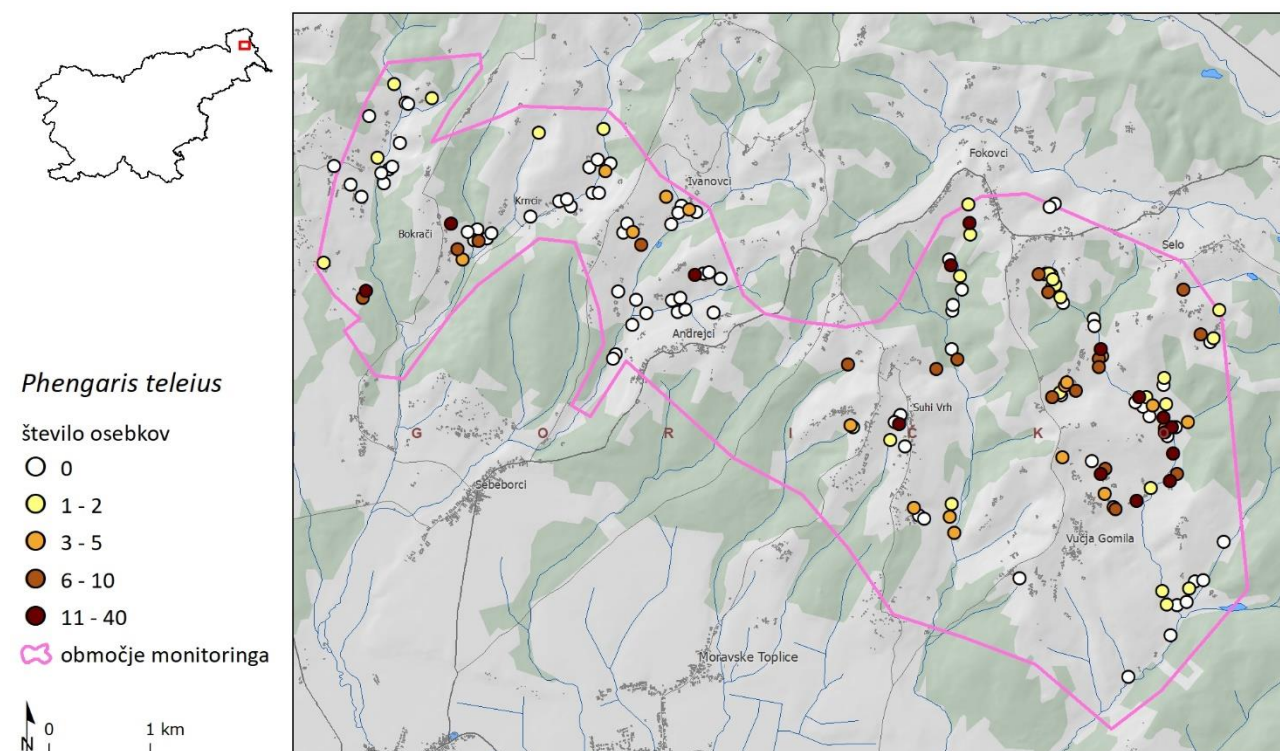 Phengaris teleius
število osebkov
0
1 - 2
3 - 5
6 - 10
11 - 40
območje monitoringa
N
0
1 km
Fokovci
Ivanovci
Krnci
Bokrači
Selo
Andrejci
Suhi Vrh
G O R I Č K O
Sebeborci
Vučja Gomila
Moravske Toplice